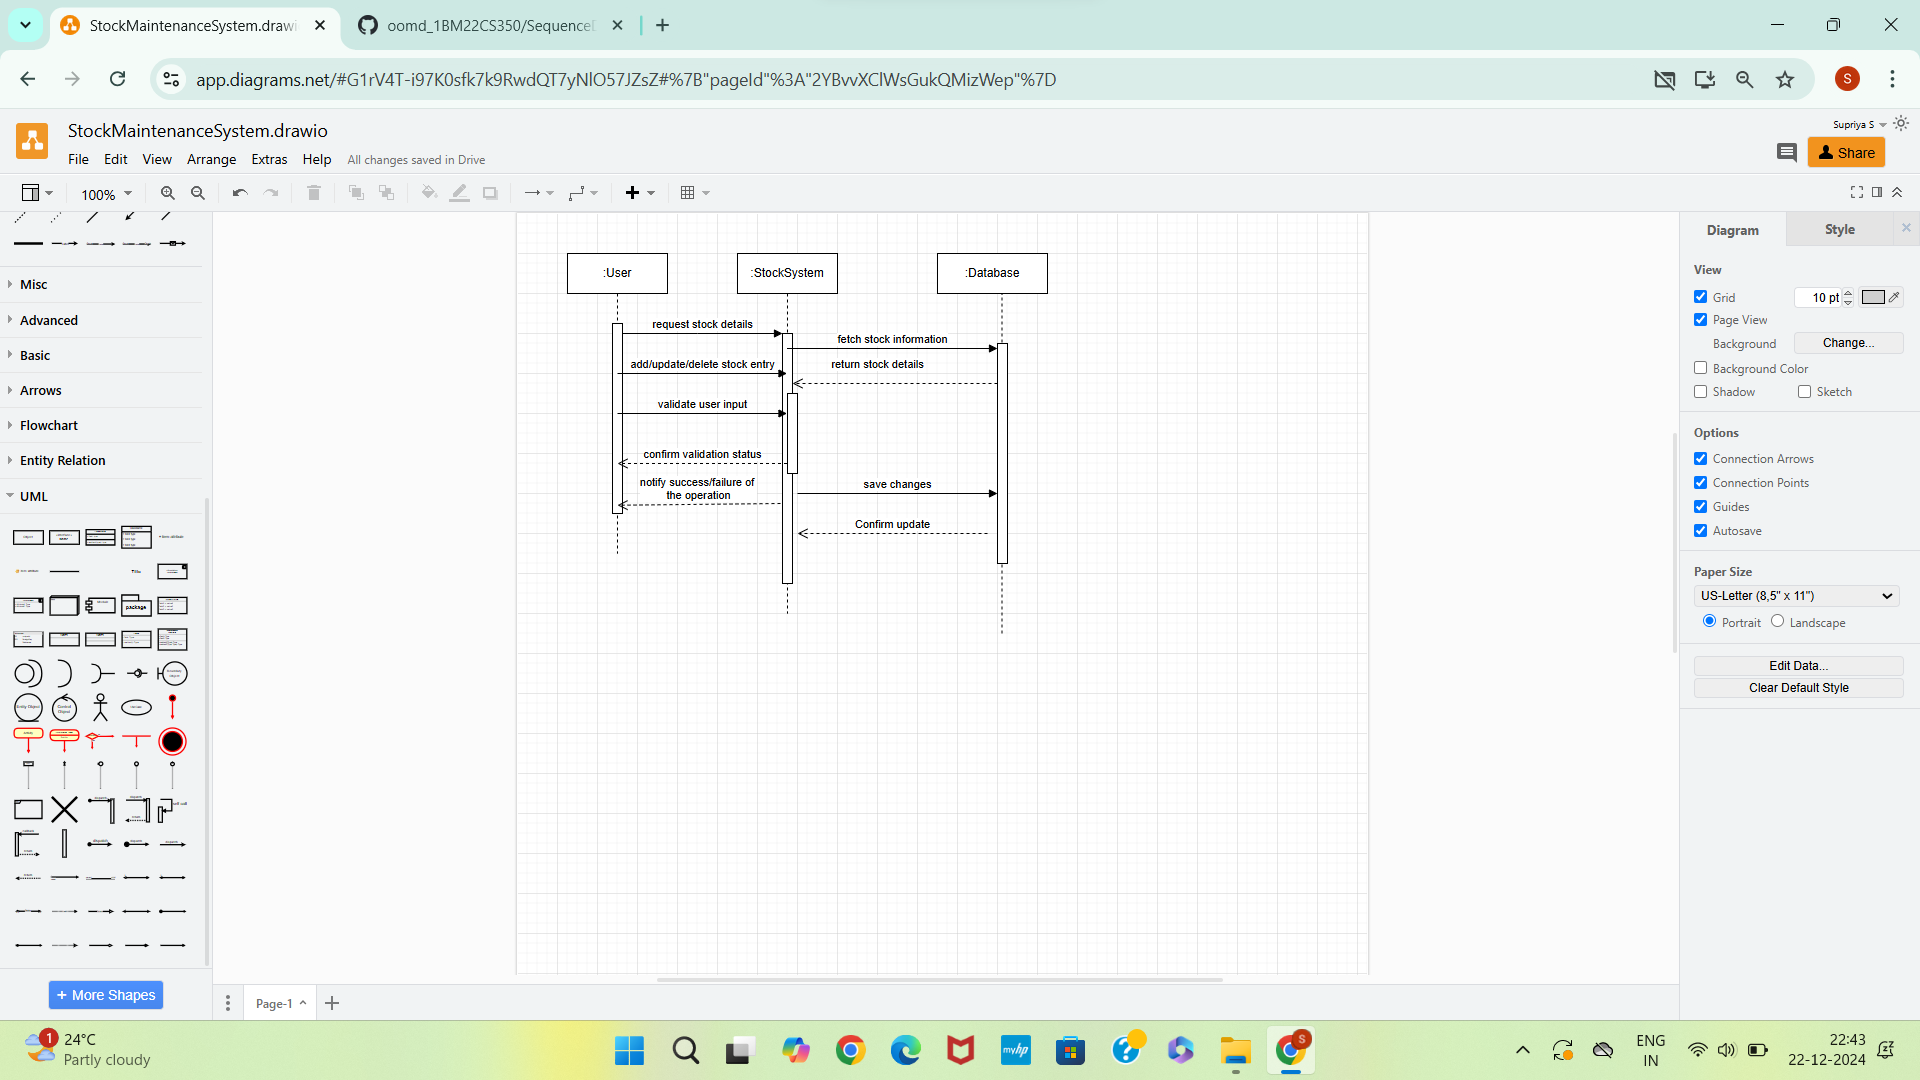 StockMaintenanceSystem.drawi
oomd_1BM22CS350/Sequence
app.diagrams.net/#G1rV4T-i97K0sfk7k9RwdQT7yNlO57JZsZ#%7B"pageId"%3A"2YBvvXClWsGukQMizWep"%7D
S
StockMaintenanceSystem.drawio
Supriya S
File Edit View Arrange Extras Help All changes saved in Drive
Share
100%
Diagram Style
Misc
Advanced
Basic
Arrows
Flowchart
Entity Relation
UML
package
+ More Shapes
:User
:StockSystem
:Database
request stock details
fetch stock information
add/update/delete stock entry
return stock details
validate user input
confirm validation status
notify success/failure of
the operation
save changes
Confirm update
View
Grid 10 pt
Page View
Background Change...
Background Color
Shadow Sketch
Options
Connection Arrows
Connection Points
Guides
Autosave
Paper Size
US-Letter (8,5" x 11")
Portrait Landscape
Edit Data...
Clear Default Style
Page-1
1
24°C
Partly cloudy
myhp
S
ENG
IN
22:43
22-12-2024